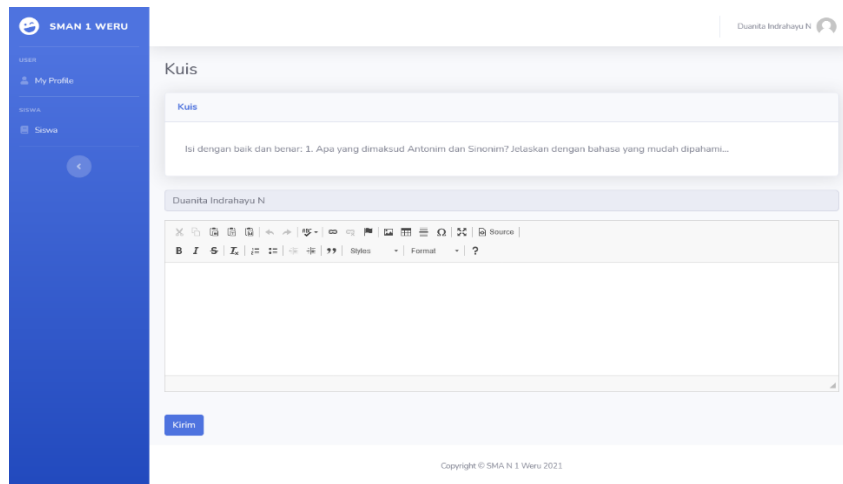 SMAN 1 WERU
Duanita Indrahayu N
USER
My Profile
SISWA
Siswa
Kuis
Kuis
Isi dengan baik dan benar: 1. Apa yang dimaksud Antonim dan Sinonim? Jelaskan dengan bahasa yang mudah dipahami...
Duanita Indrahayu N
Source
B I S Tx Styles Format ?
Kirim
Copyright © SMA N 1 Weru 2021